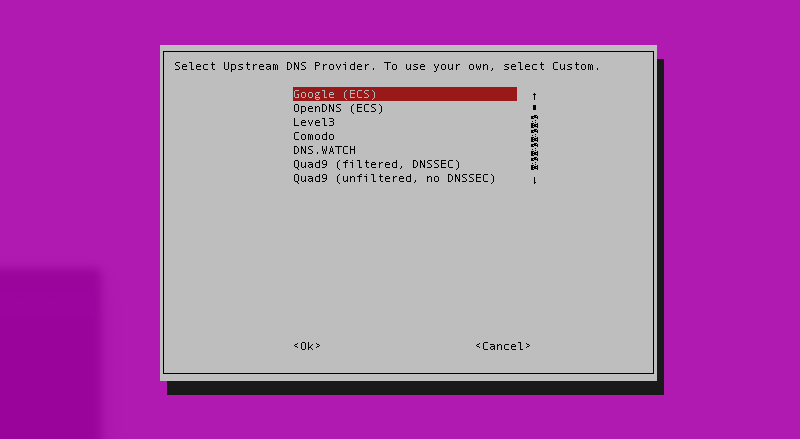 Select Upstream DNS Provider. To use your own, select Custom.
Google (ECS)
OpenDNS (ECS)
Level3
Comodo
DNS.WATCH
Quad9 (filtered, DNSSEC)
Quad9 (unfiltered, no DNSSEC)
<Ok> <Cancel>